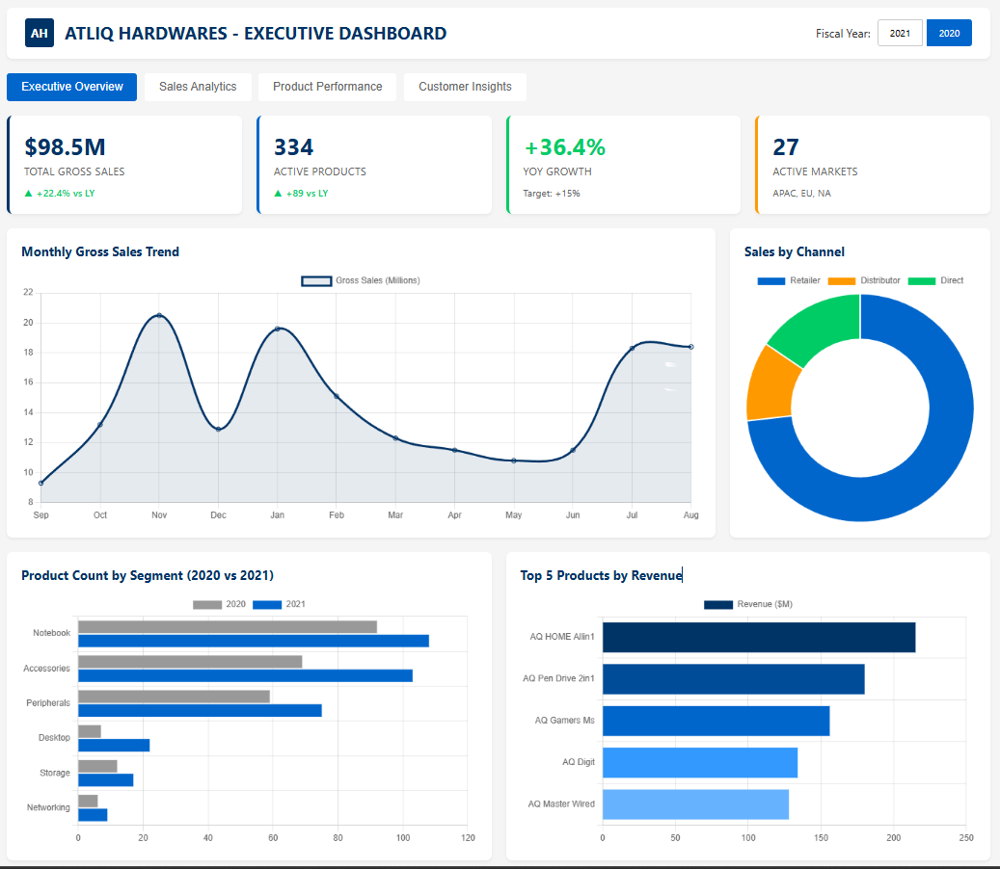 AH ATLIQ HARDWARES - EXECUTIVE DASHBOARD Fiscal Year: 2021 2020
Executive Overview Sales Analytics Product Performance Customer Insights
$98.5M
TOTAL GROSS SALES
▲ +22.4% vs LY
334
ACTIVE PRODUCTS
▲ +89 vs LY
+36.4%
YOY GROWTH
Target: +15%
27
ACTIVE MARKETS
APAC, EU, NA
Monthly Gross Sales Trend
Gross Sales (Millions)
22
20
18
16
14
12
10
8
Sep Oct Nov Dec Jan Feb Mar Apr May Jun Jul Aug
Sales by Channel
Retailer Distributor Direct
Product Count by Segment (2020 vs 2021)
2020 2021
Notebook
Accessories
Peripherals
Desktop
Storage
Networking
0 20 40 60 80 100 120
Top 5 Products by Revenue
Revenue ($M)
AQ HOME Allin1
AQ Pen Drive 2in1
AQ Gamers Ms
AQ Digit
AQ Master Wired
0 50 100 150 200 250